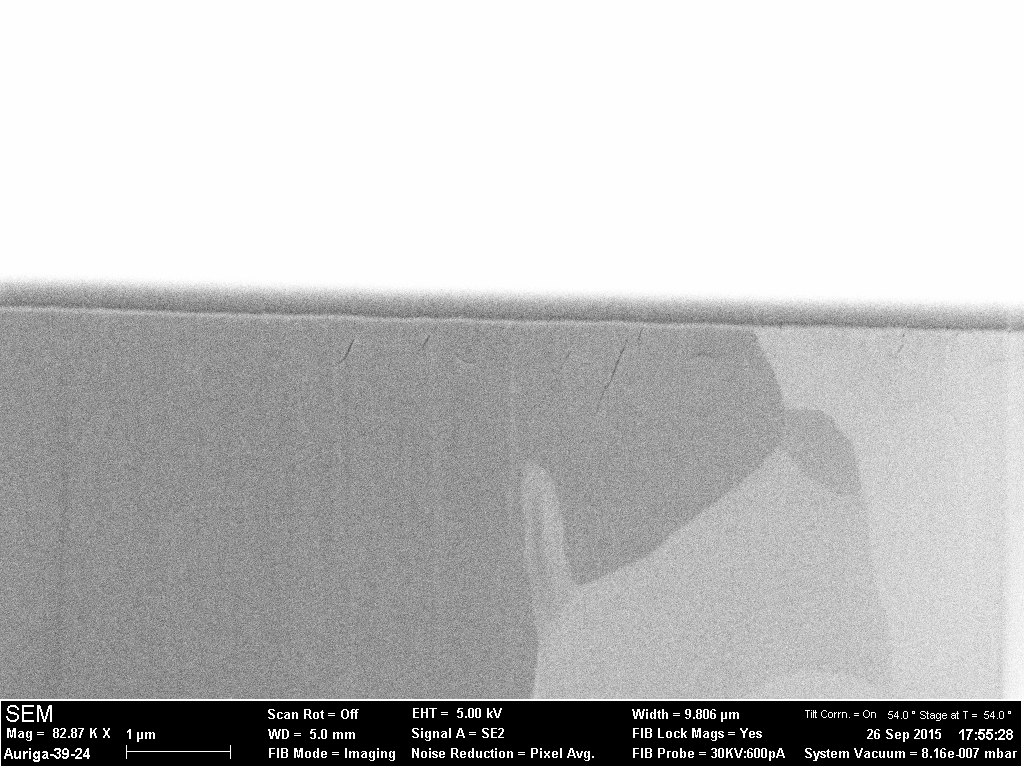 SEM Scan Rot = Off EHT = 5.00 kV Width = 9.806 µm Tilt Corrn. = On 54.0 ° Stage at T = 54.0 °
Mag = 82.87 K X 1 µm WD = 5.0 mm Signal A = SE2 FIB Lock Mags = Yes 26 Sep 2015 17:55:28
Auriga-39-24 FIB Mode = Imaging Noise Reduction = Pixel Avg. FIB Probe = 30KV:600pA System Vacuum = 8.16e-007 mbar